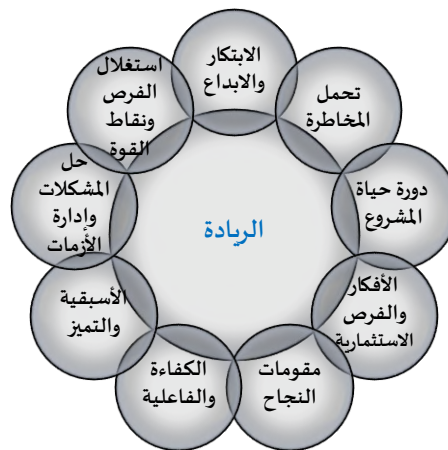 الابتكار
والابداع
تحمل
المخاطرة
دورة حياة
المشروع
الأفكار
والفرص
الاستثمارية
مقومات
النجاح
الكفاءة
والفاعلية
الأسبقية
والتميز
حل
المشكلات
وإدارة
الأزمات
استغلال
الفرص
ونقاط
القوة
الريادة